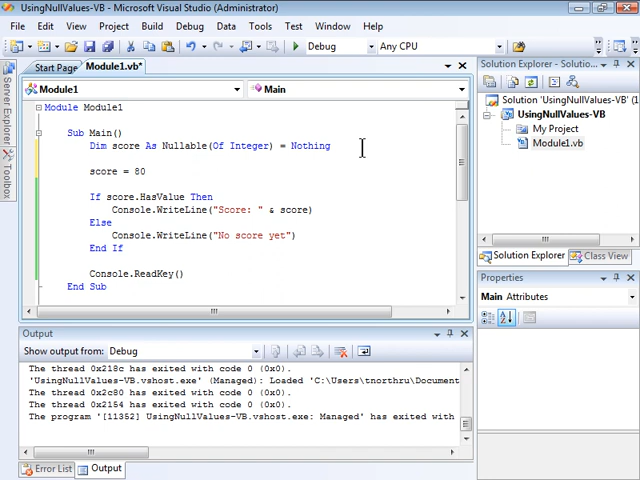 UsingNullValues-VB - Microsoft Visual Studio (Administrator)
File Edit View Project Build Debug Data Tools Test Window Help
Debug Any CPU
Start Page Module1.vb*
Module1 Main
Server Explorer
Toolbox
Module Module1
Sub Main()
Dim score As Nullable(Of Integer) = Nothing
score = 80
If score.HasValue Then
Console.WriteLine("Score: " & score)
Else
Console.WriteLine("No score yet")
End If
Console.ReadKey()
End Sub
Solution Explorer - Solutio...
Solution 'UsingNullValues-VB' (1
UsingNullValues-VB
My Project
Module1.vb
Solution Explorer Class View
Properties
Main Attributes
Output
Show output from: Debug
The thread 0x218c has exited with code 0 (0x0).
'UsingNullValues-VB.vshost.exe' (Managed): Loaded 'C:\Users\tnorthru\Document
The thread 0x2c80 has exited with code 0 (0x0).
The thread 0x2154 has exited with code 0 (0x0).
The program '[11352] UsingNullValues-VB.vshost.exe: Managed' has exited with
Error List Output